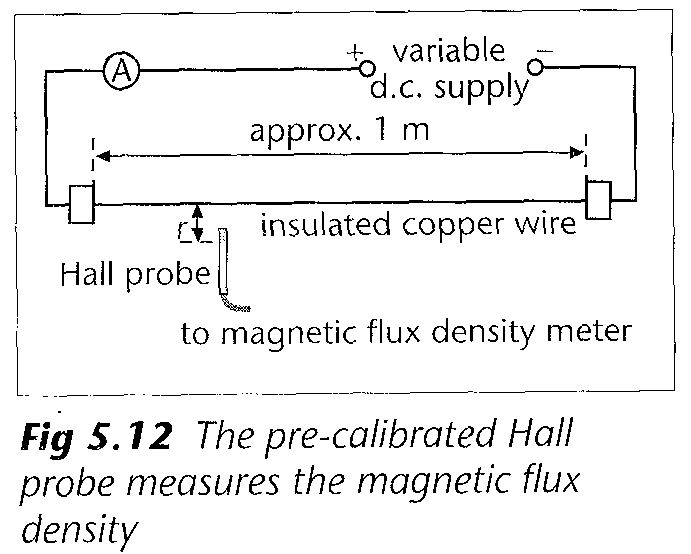 A
+ variable –
d.c. supply
approx. 1 m
r
insulated copper wire
Hall probe
to magnetic flux density meter
Fig 5.12 The pre-calibrated Hall
probe measures the magnetic flux
density